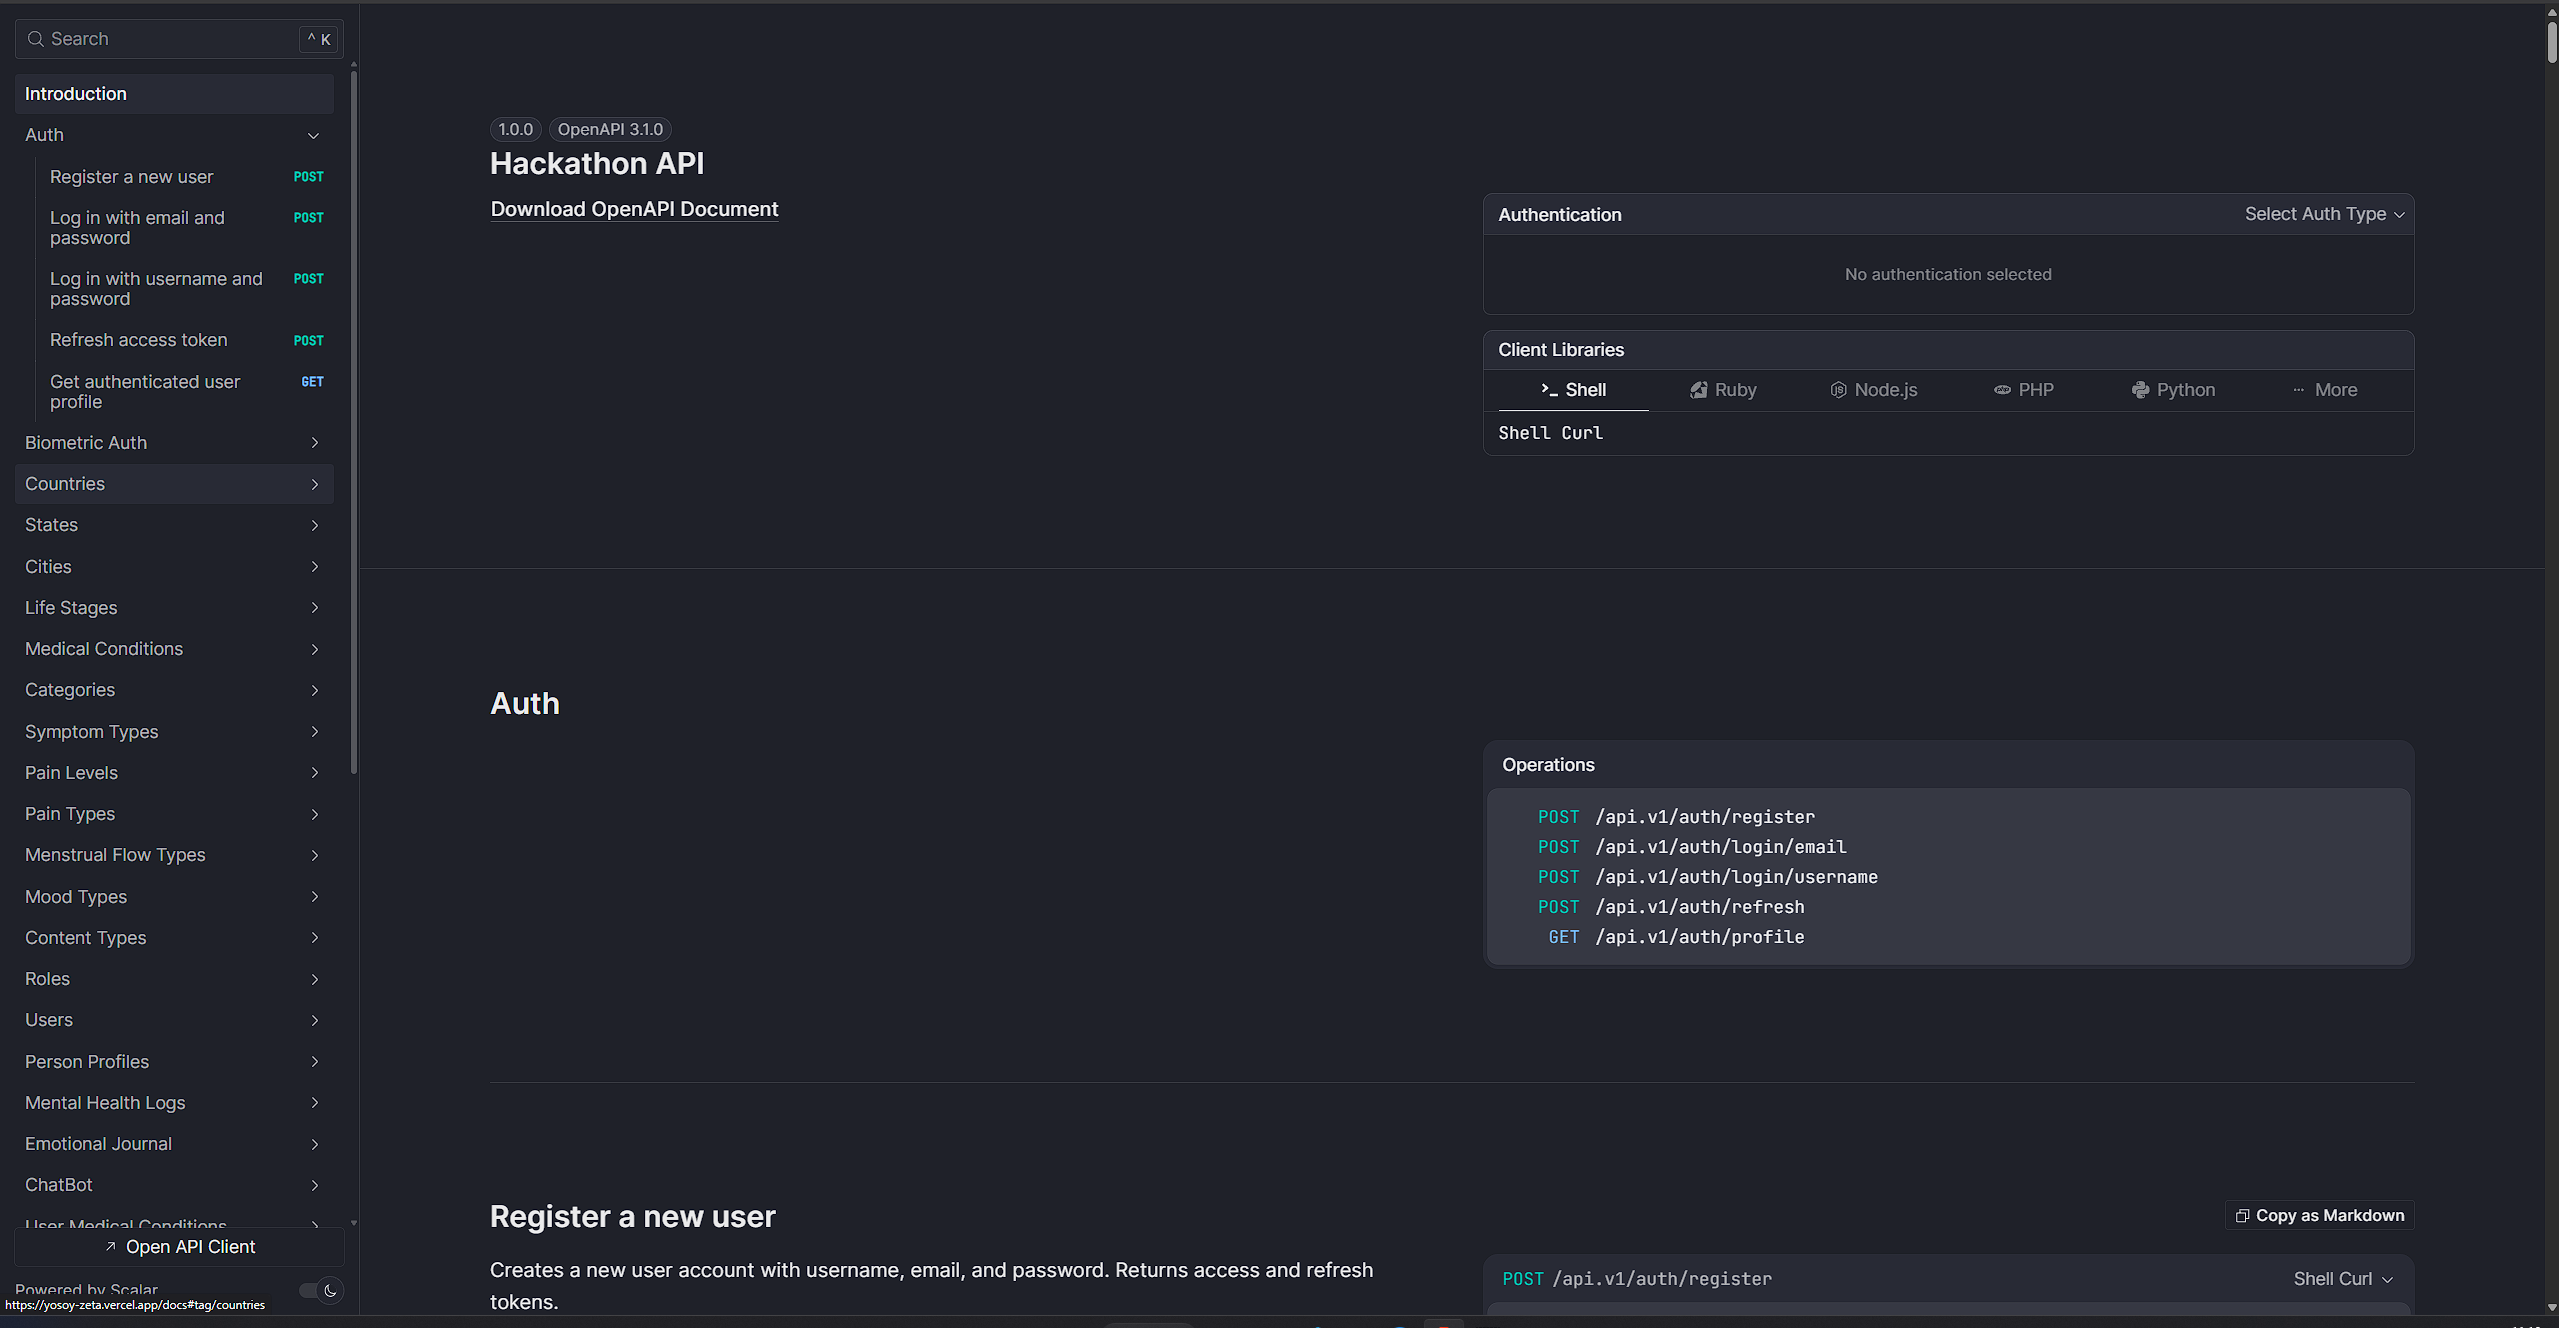 Search
^ K
Introduction
Auth
Register a new user POST
Log in with email and password POST
Log in with username and password POST
Refresh access token POST
Get authenticated user profile GET
Biometric Auth
Countries
States
Cities
Life Stages
Medical Conditions
Categories
Symptom Types
Pain Levels
Pain Types
Menstrual Flow Types
Mood Types
Content Types
Roles
Users
Person Profiles
Mental Health Logs
Emotional Journal
ChatBot
User Medical Conditions
Open API Client
Powered by Scalar
https://yosoy-zeta.vercel.app/docs#tag/countries
1.0.0 OpenAPI 3.1.0
Hackathon API
Download OpenAPI Document
Authentication Select Auth Type
No authentication selected
Client Libraries
Shell Ruby Node.js PHP Python More
Shell Curl
Auth
Operations
POST /api.v1/auth/register
POST /api.v1/auth/login/email
POST /api.v1/auth/login/username
POST /api.v1/auth/refresh
GET /api.v1/auth/profile
Register a new user
Copy as Markdown
Creates a new user account with username, email, and password. Returns access and refresh
tokens.
POST /api.v1/auth/register Shell Curl